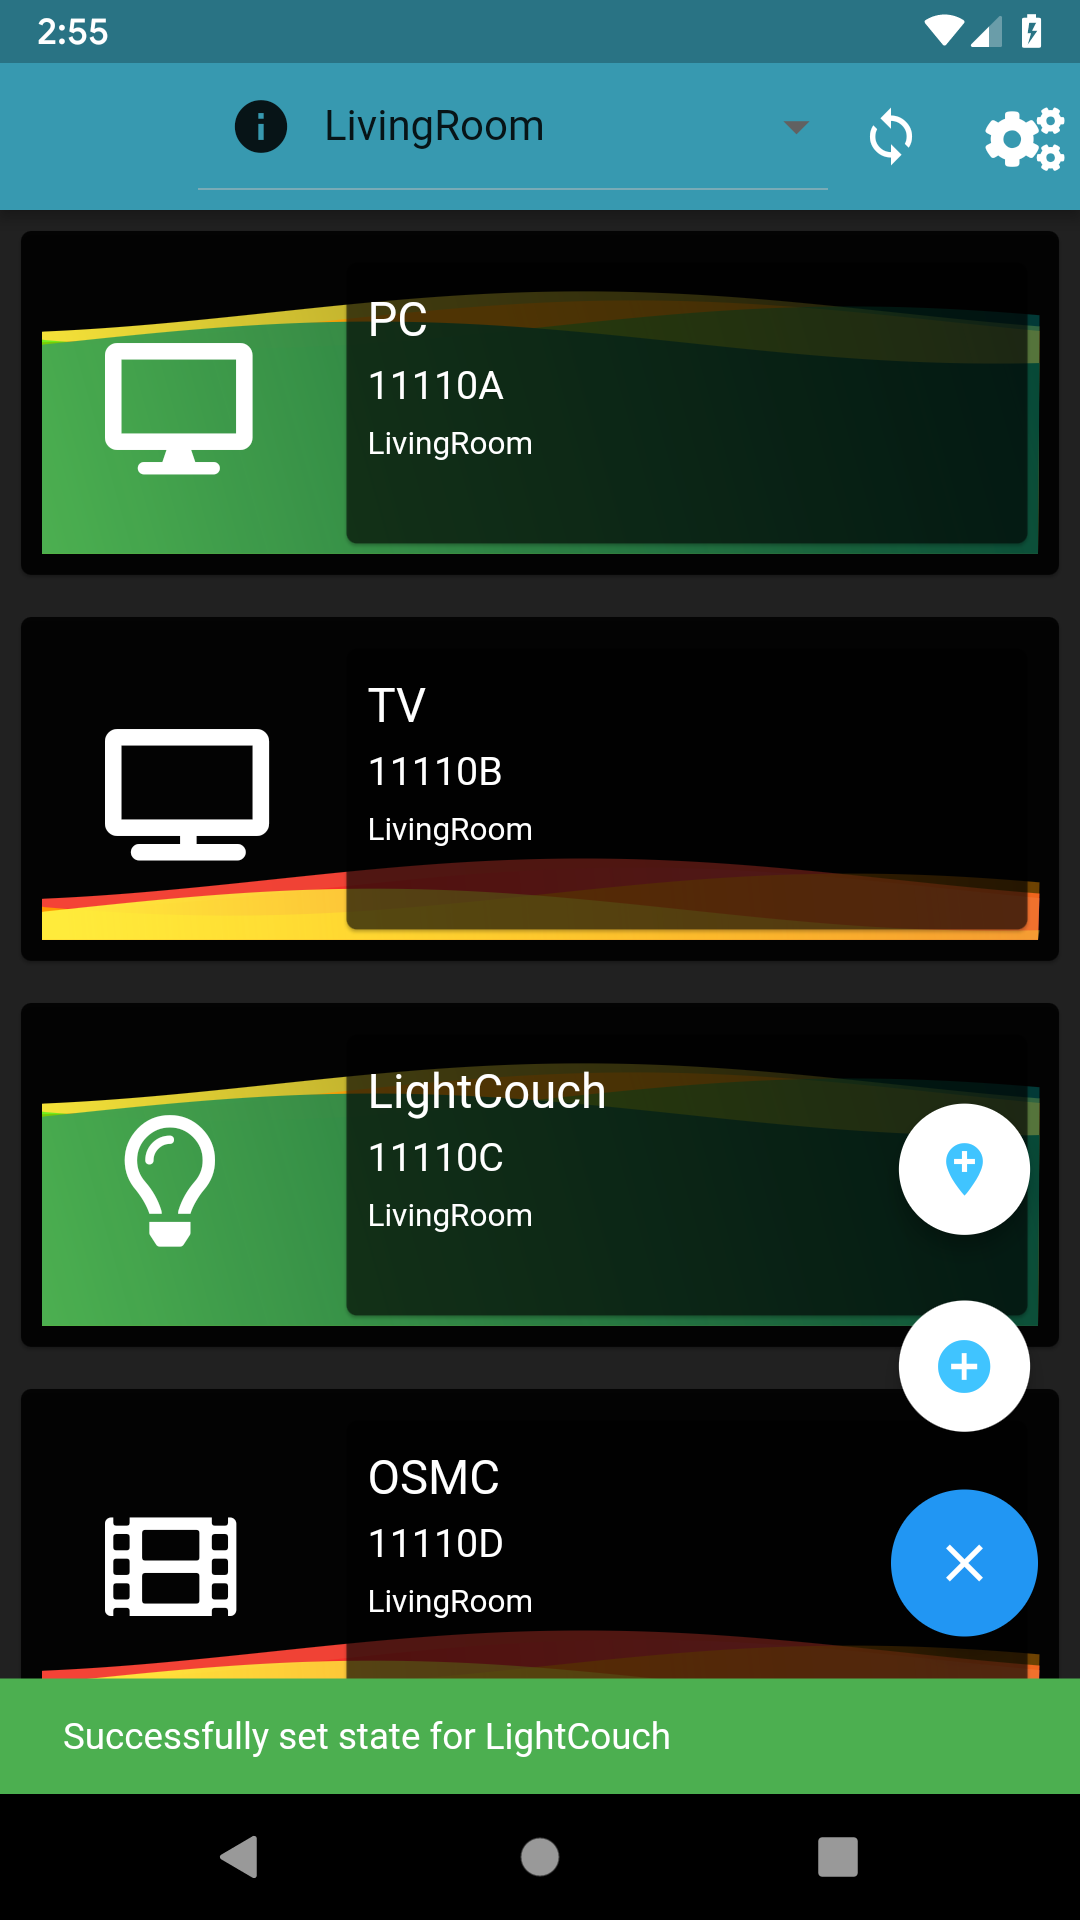 2:55
LivingRoom
PC
11110A
LivingRoom
TV
11110B
LivingRoom
LightCouch
11110C
LivingRoom
OSMC
11110D
LivingRoom
Successfully set state for LightCouch